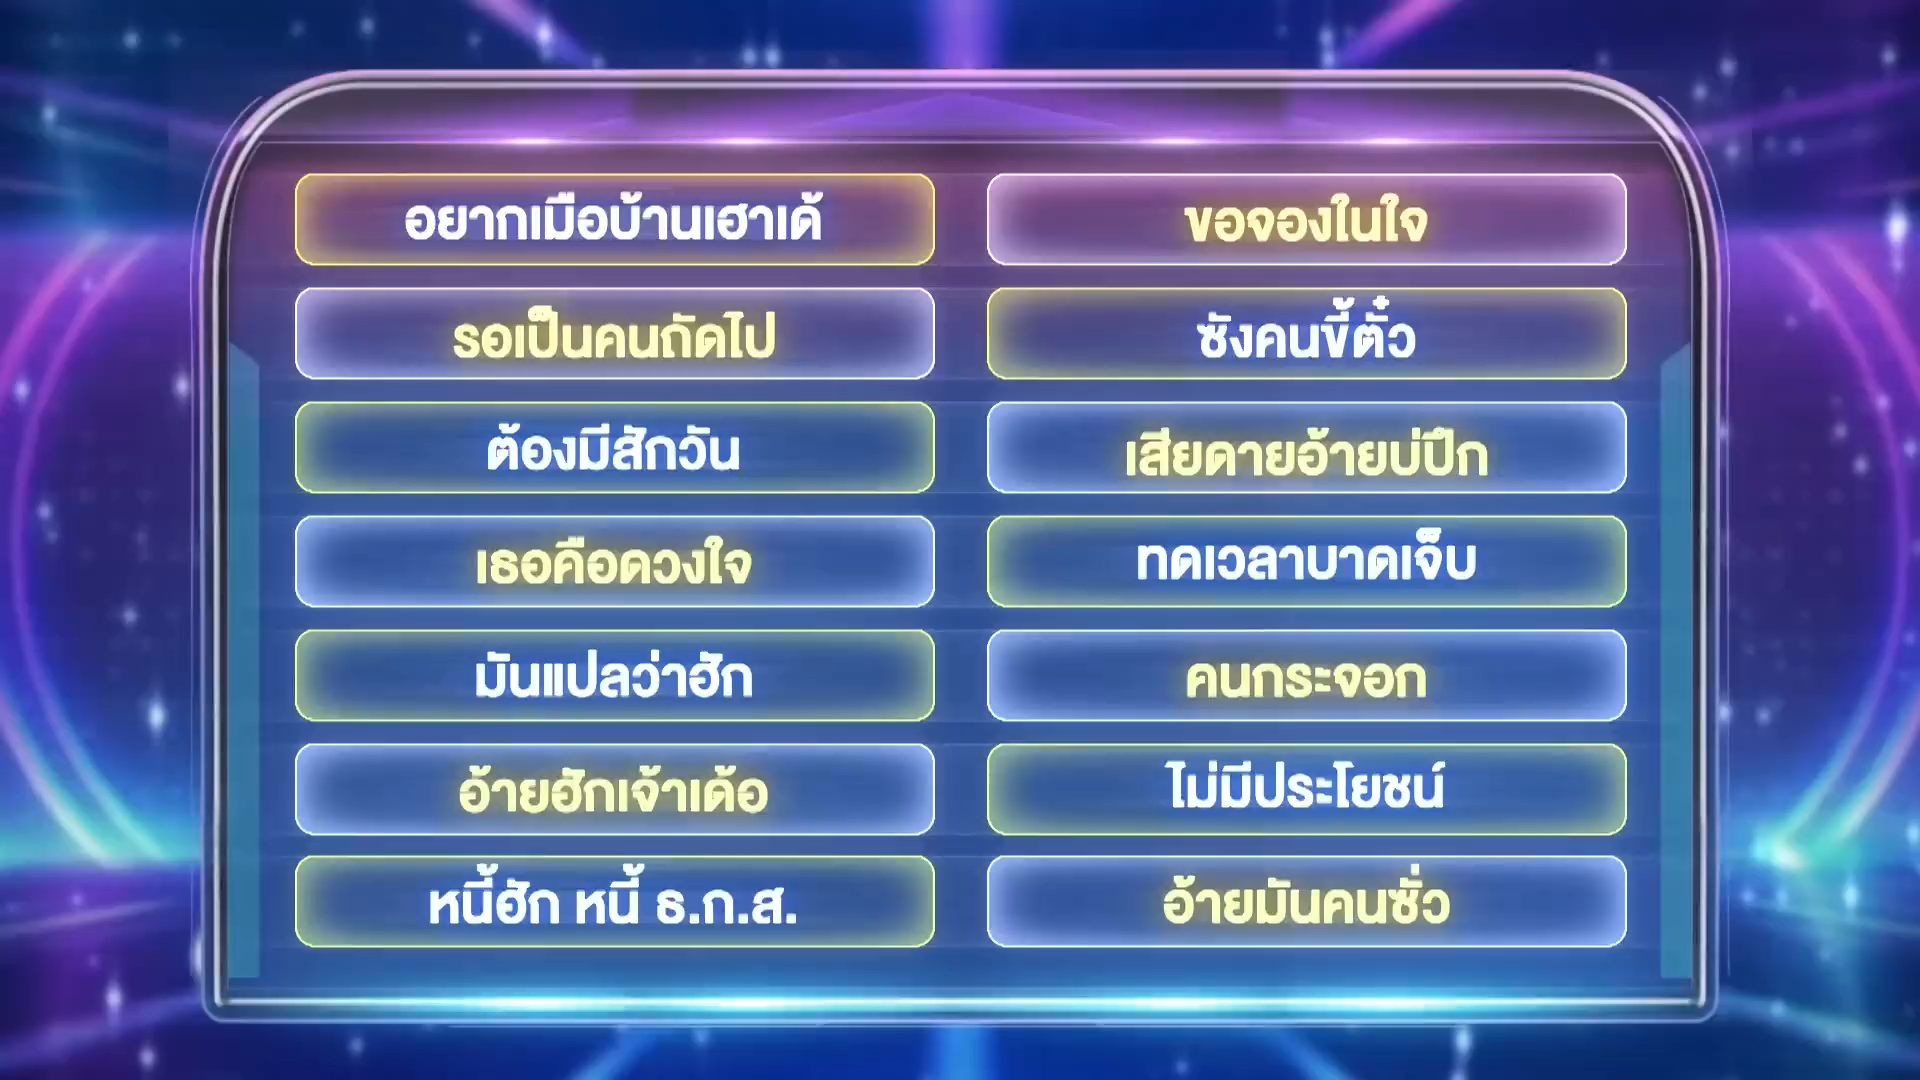 อยากเมือบ้านเฮาเด้
ขอจองในใจ
รอเป็นคนถัดไป
ซังคนขี้ตั๋ว
ต้องมีสักวัน
เสียดายอ้ายบ่ปึก
เธอคือดวงใจ
ทดเวลาบาดเจ็บ
มันแปลว่าฮัก
คนกระจอก
อ้ายฮักเจ้าเด้อ
ไม่มีประโยชน์
หนี้ฮัก หนี้ ธ.ก.ส.
อ้ายมันคนซั่ว